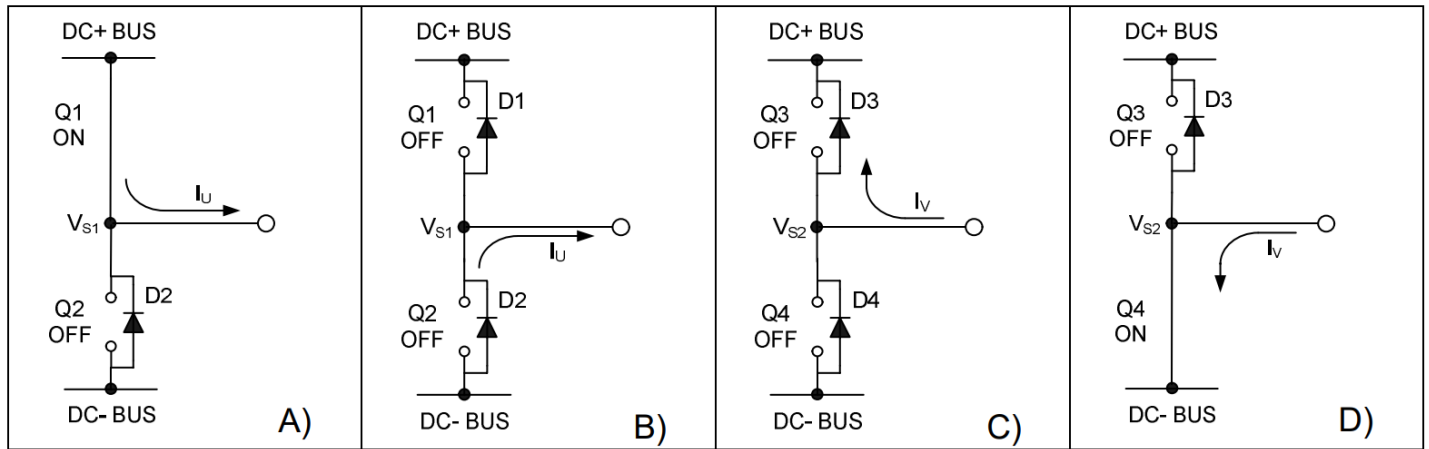 DC+ BUS
Q1
ON
I_U
V_S1
Q2
OFF
D2
DC- BUS
A)
DC+ BUS
D1
Q1
OFF
V_S1
I_U
D2
Q2
OFF
DC- BUS
B)
DC+ BUS
D3
Q3
OFF
I_V
V_S2
D4
Q4
OFF
DC- BUS
C)
DC+ BUS
D3
Q3
OFF
V_S2
I_V
Q4
ON
DC- BUS
D)